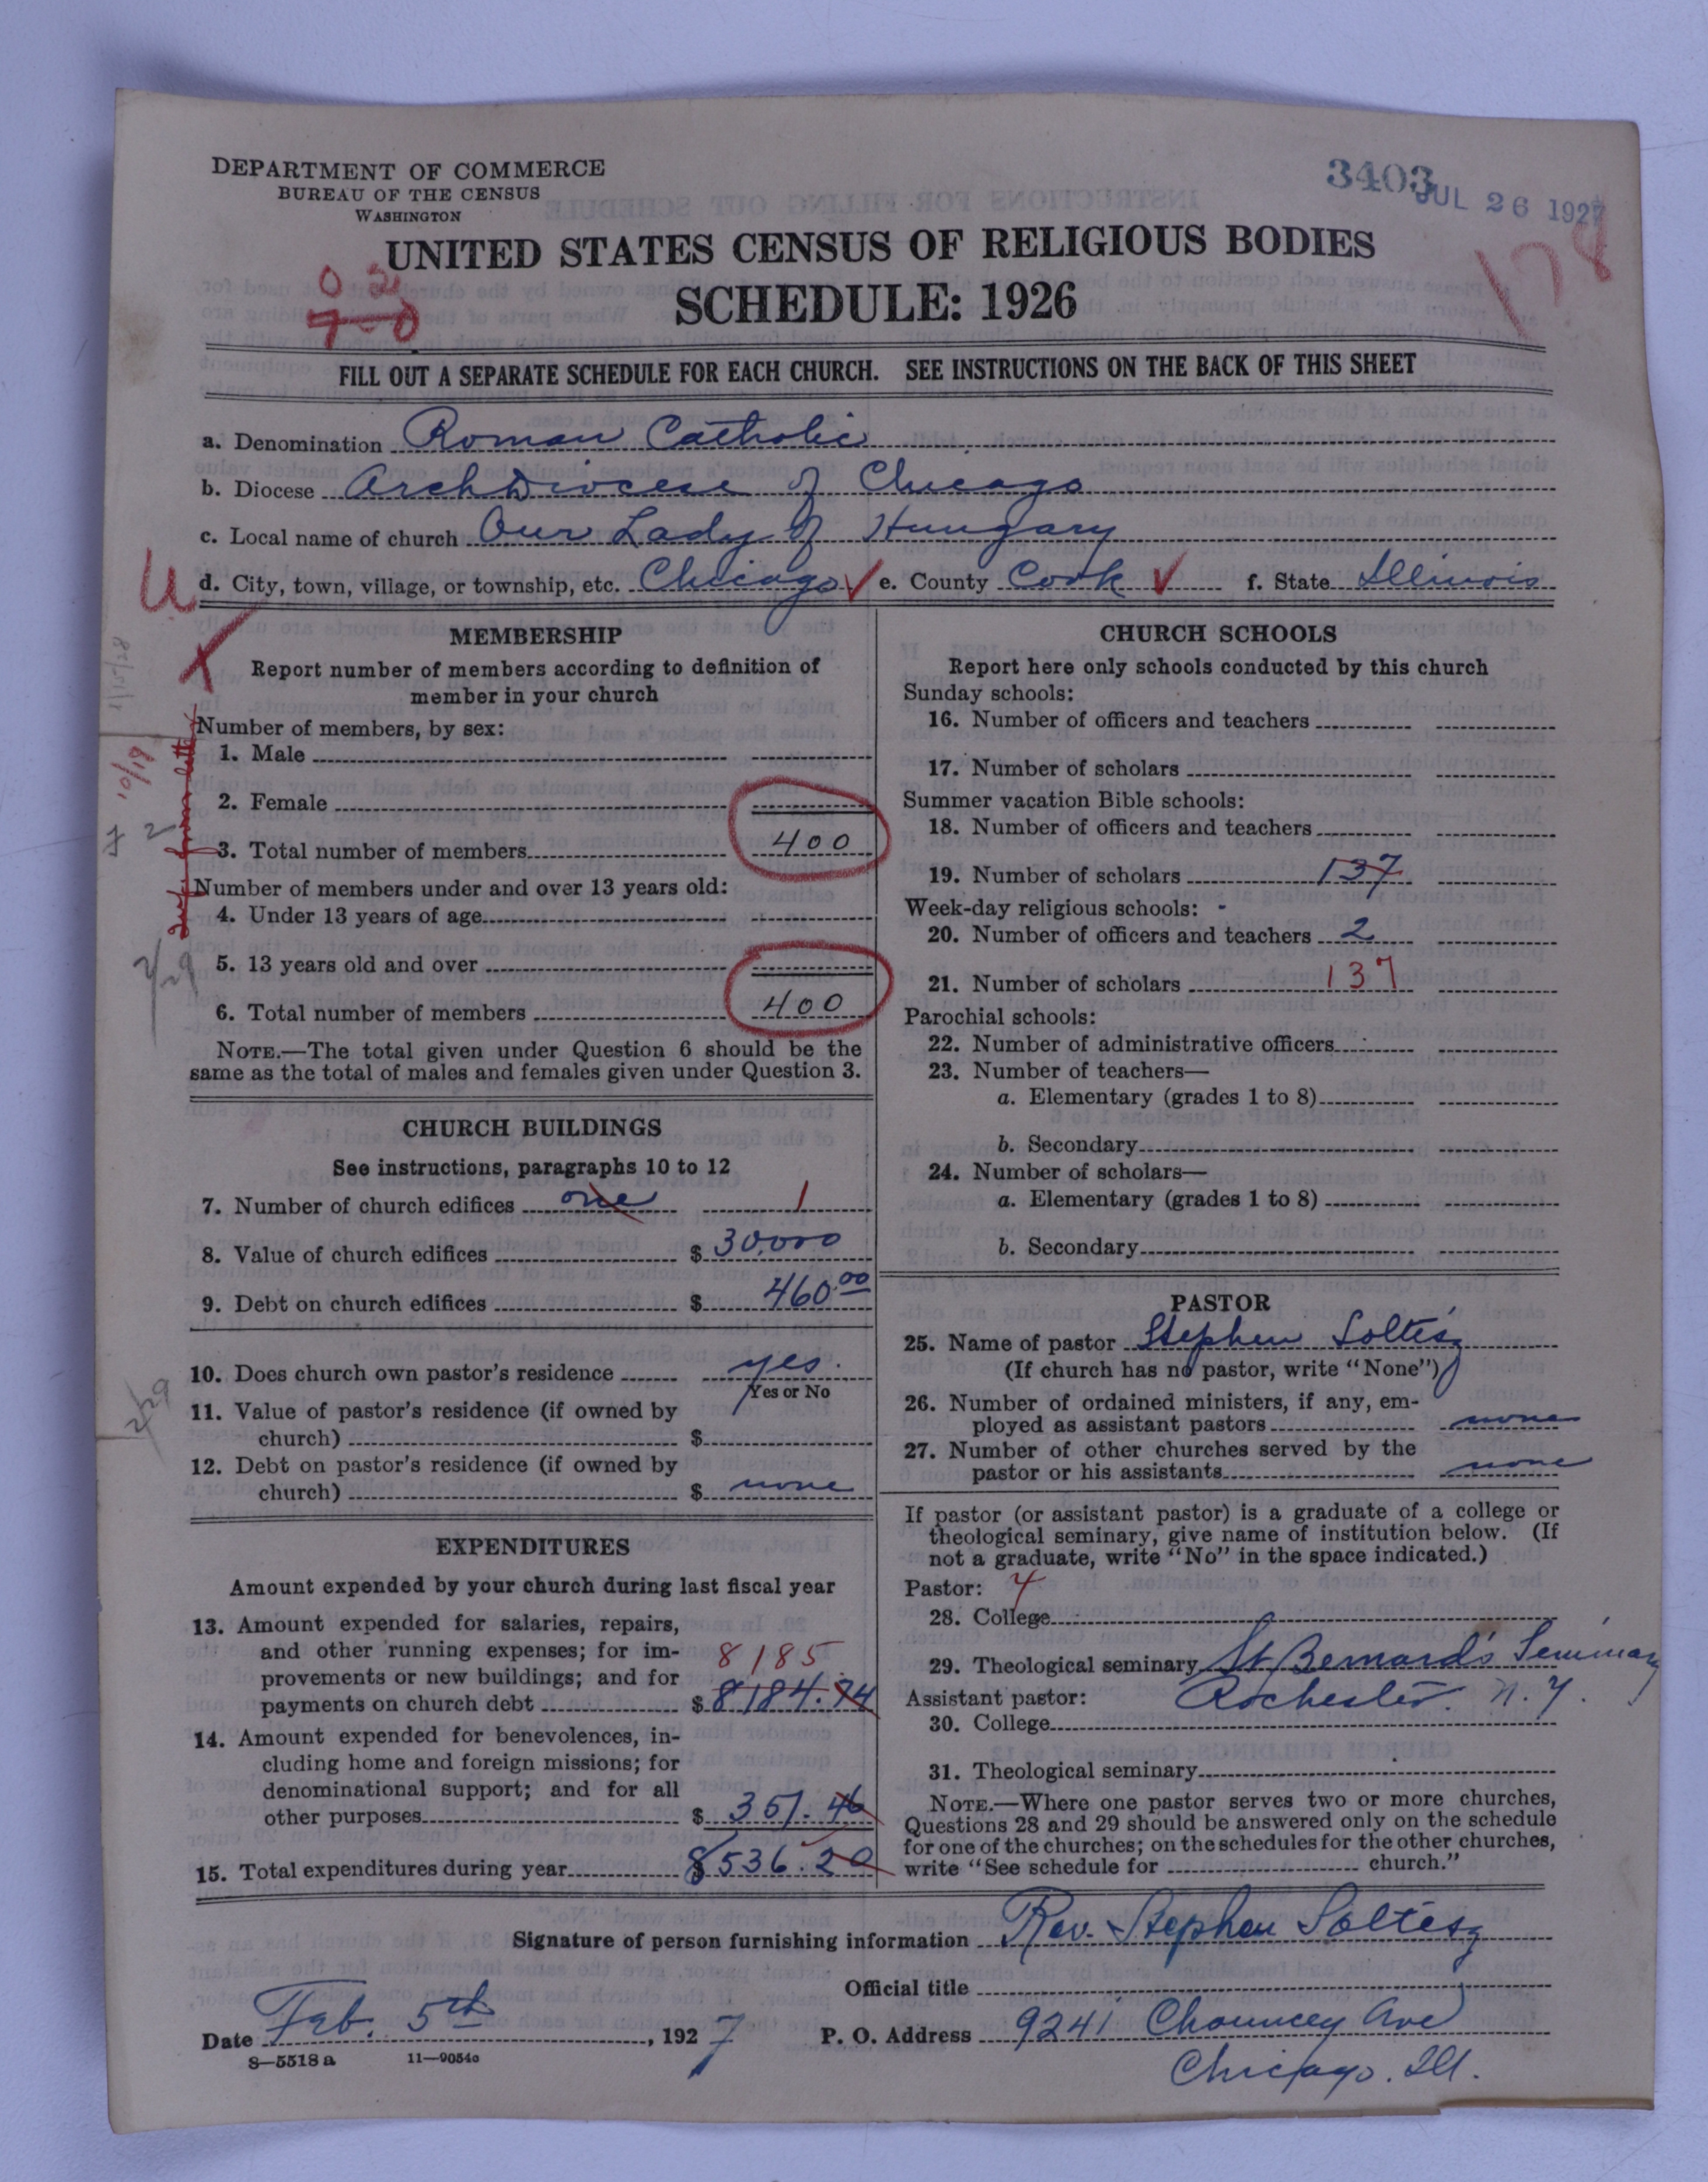 DEPARTMENT OF COMMERCE
BUREAU OF THE CENSUS
WASHINGTON
3403
JUL 26 1927
178
UNITED STATES CENSUS OF RELIGIOUS BODIES
SCHEDULE: 1926
0 2
7-0
FILL OUT A SEPARATE SCHEDULE FOR EACH CHURCH. SEE INSTRUCTIONS ON THE BACK OF THIS SHEET
a. Denomination Roman Catholic
b. Diocese ArchDiocese of Chicago
c. Local name of church Our Lady of Hungary
d. City, town, village, or township, etc. Chicago e. County Cook f. State Illinois
MEMBERSHIP
Report number of members according to definition of
member in your church
Number of members, by sex:
1. Male
2. Female
3. Total number of members 400
Number of members under and over 13 years old:
4. Under 13 years of age
5. 13 years old and over
6. Total number of members 400
NOTE.—The total given under Question 6 should be the
same as the total of males and females given under Question 3.
CHURCH BUILDINGS
See instructions, paragraphs 10 to 12
7. Number of church edifices one 1
8. Value of church edifices $ 30,000
9. Debt on church edifices $ 460.00
10. Does church own pastor's residence yes.
Yes or No
11. Value of pastor's residence (if owned by
church) $
12. Debt on pastor's residence (if owned by
church) $ none
EXPENDITURES
Amount expended by your church during last fiscal year
13. Amount expended for salaries, repairs,
and other running expenses; for im-
provements or new buildings; and for 8185
payments on church debt $ 8184.74
14. Amount expended for benevolences, in-
cluding home and foreign missions; for
denominational support; and for all
other purposes $ 351.46
15. Total expenditures during year $ 8536.20
CHURCH SCHOOLS
Report here only schools conducted by this church
Sunday schools:
16. Number of officers and teachers
17. Number of scholars
Summer vacation Bible schools:
18. Number of officers and teachers
19. Number of scholars 137
Week-day religious schools:
20. Number of officers and teachers 2
21. Number of scholars 137
Parochial schools:
22. Number of administrative officers
23. Number of teachers—
a. Elementary (grades 1 to 8)
b. Secondary
24. Number of scholars—
a. Elementary (grades 1 to 8)
b. Secondary
PASTOR
25. Name of pastor Stephen Soltész
(If church has no pastor, write "None")
26. Number of ordained ministers, if any, em-
ployed as assistant pastors none
27. Number of other churches served by the
pastor or his assistants none
If pastor (or assistant pastor) is a graduate of a college or
theological seminary, give name of institution below. (If
not a graduate, write "No" in the space indicated.)
Pastor:
28. College
29. Theological seminary St Bernard's Seminary
Assistant pastor: Rochester N.Y.
30. College
31. Theological seminary
NOTE.—Where one pastor serves two or more churches,
Questions 28 and 29 should be answered only on the schedule
for one of the churches; on the schedules for the other churches,
write "See schedule for church."
Signature of person furnishing information Rev. Stephen Soltész
Official title
Date Feb. 5th, 1927 P. O. Address 9241 Chauncey Ave
Chicago. Ill.
8—5518 a 11—9054c